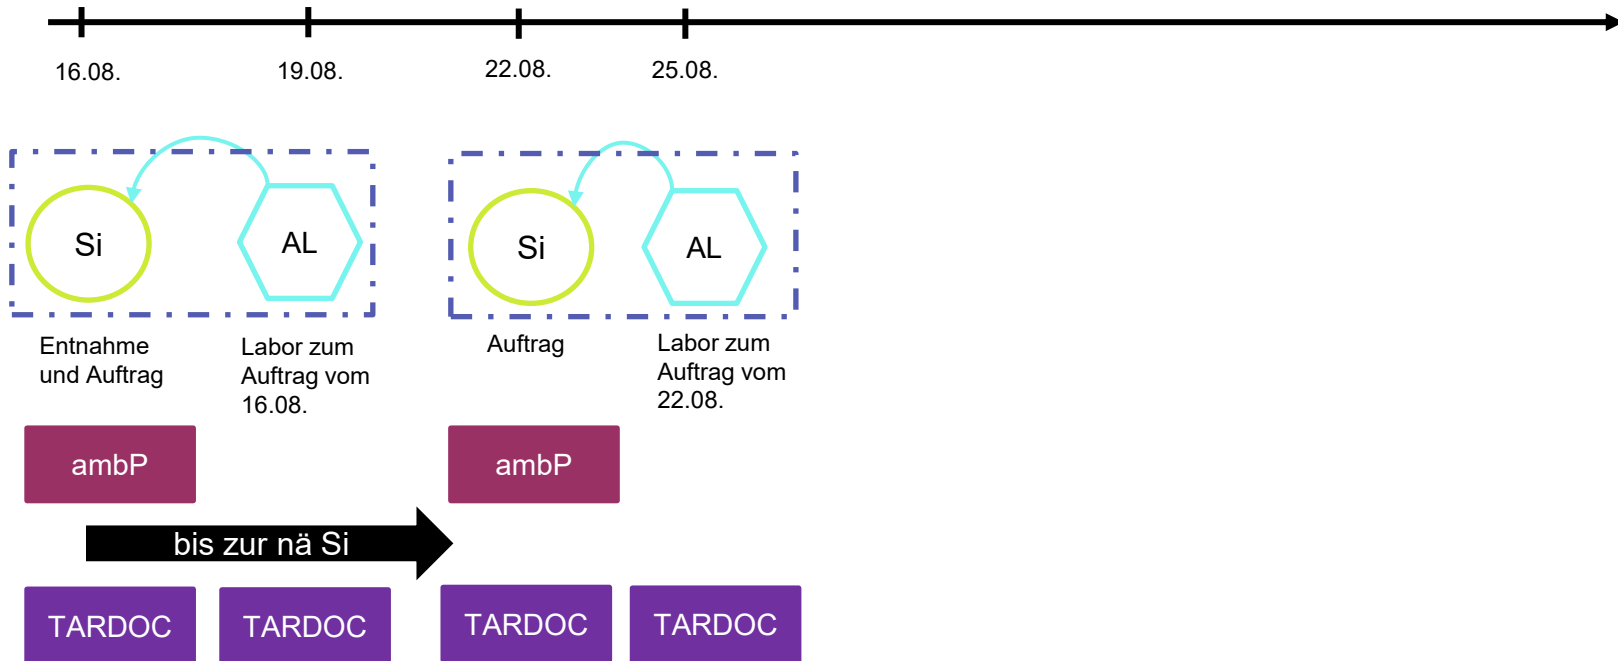 16.08.
19.08.
22.08.
25.08.
Si
AL
Si
AL
Entnahme
und Auftrag
Labor zum
Auftrag vom
16.08.
Auftrag
Labor zum
Auftrag vom
22.08.
ambP
ambP
bis zur nä Si
TARDOC
TARDOC
TARDOC
TARDOC